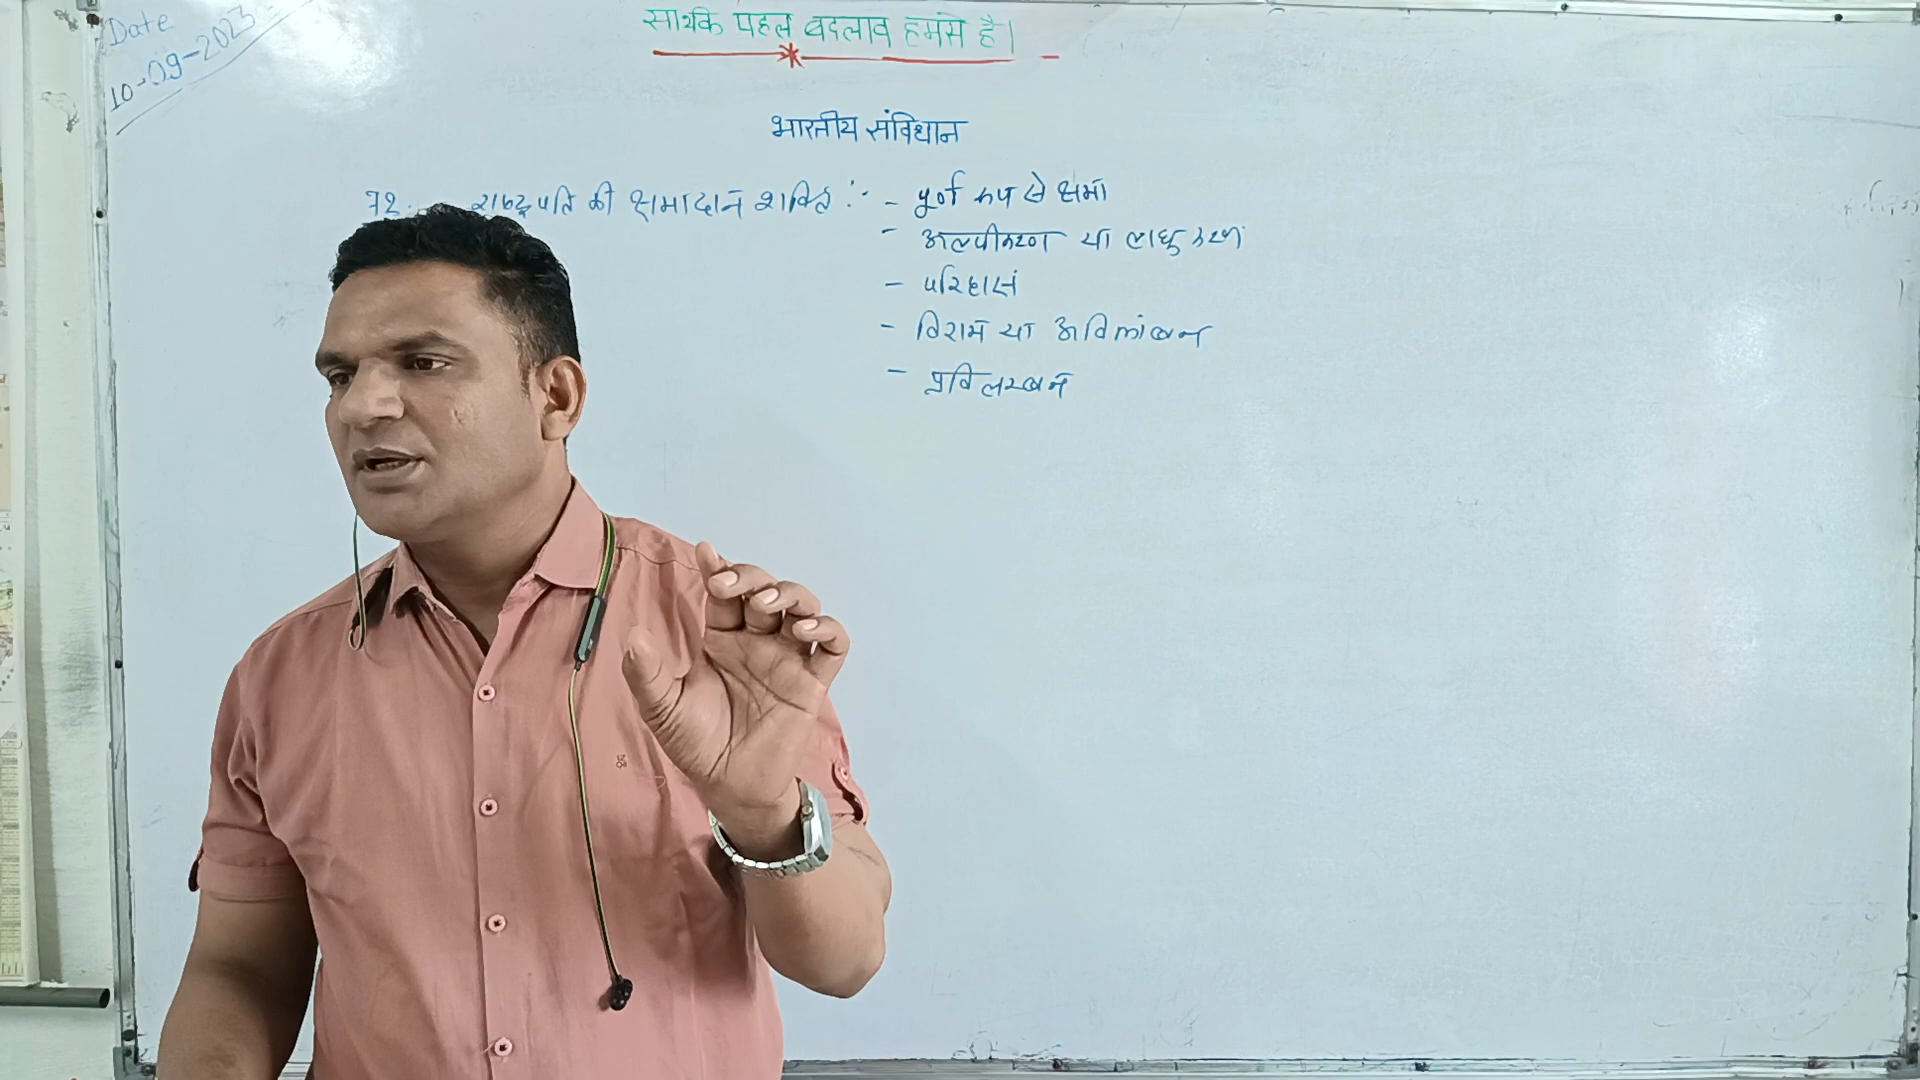 Date
10-09-2023
सार्थक पहल बदलाव हमसे है।
भारतीय संविधान
72. राष्ट्रपति की क्षमादान शक्ति :- - पूर्ण रूप से क्षमा
- अल्पीकरण या लघुकरण
- परिहास
- विराम या अविलंबन
- प्रविलम्बन